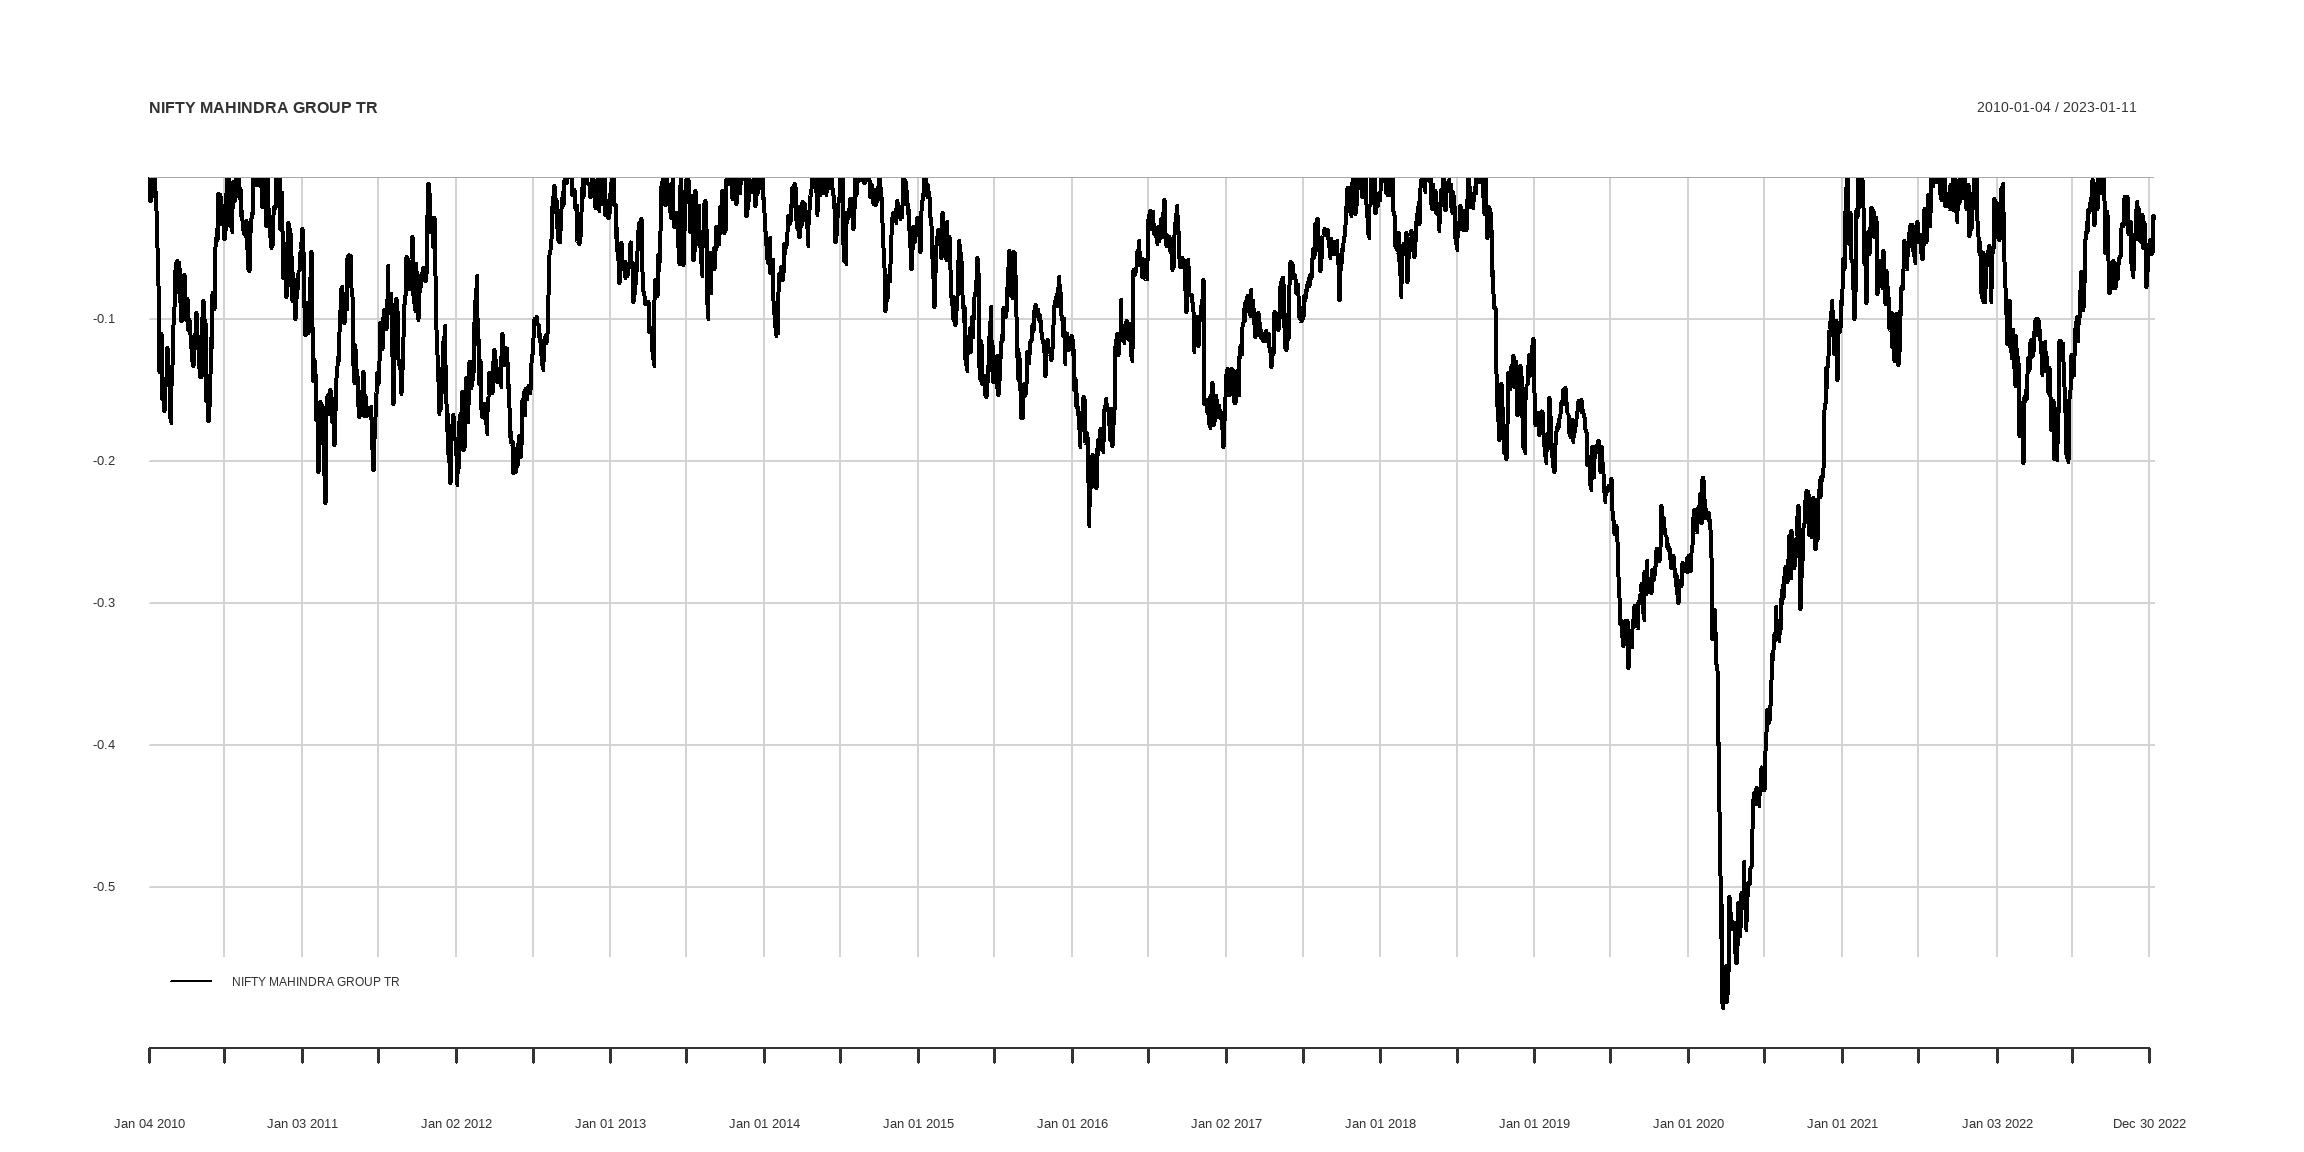 NIFTY MAHINDRA GROUP TR
2010-01-04 / 2023-01-11
-0.1
-0.2
-0.3
-0.4
-0.5
NIFTY MAHINDRA GROUP TR
Jan 04 2010
Jan 03 2011
Jan 02 2012
Jan 01 2013
Jan 01 2014
Jan 01 2015
Jan 01 2016
Jan 02 2017
Jan 01 2018
Jan 01 2019
Jan 01 2020
Jan 01 2021
Jan 03 2022
Dec 30 2022